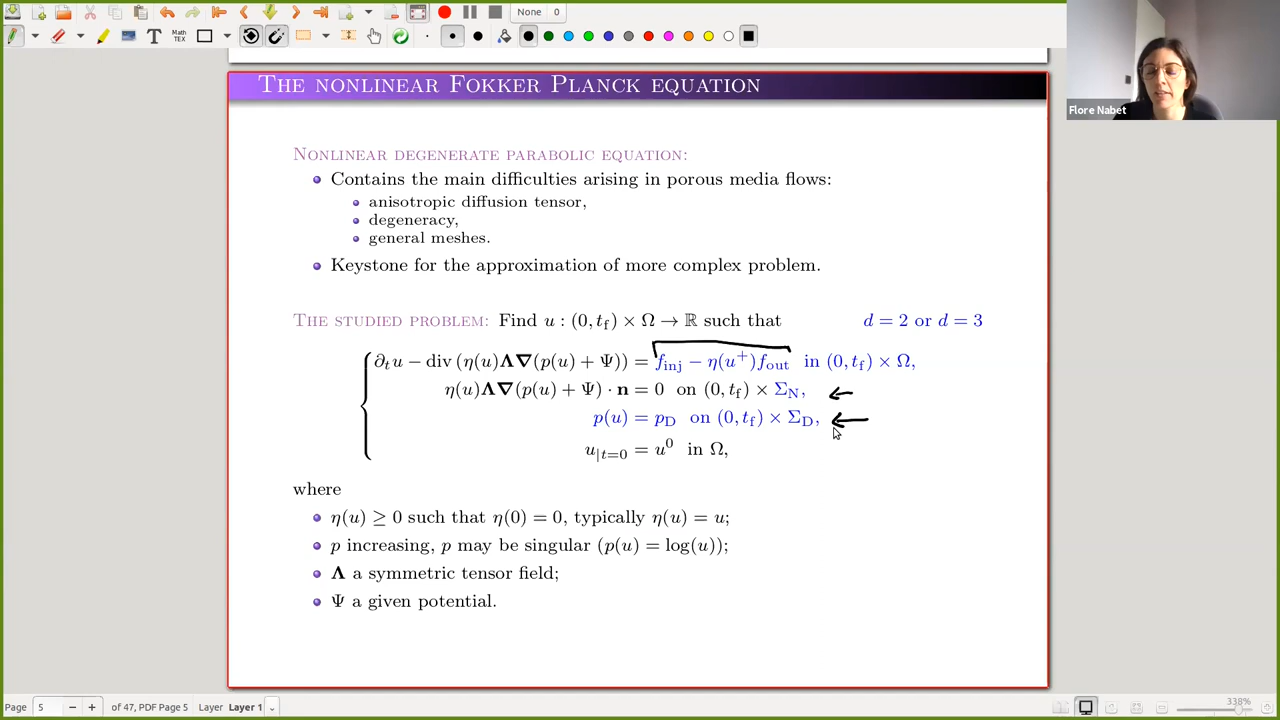 None 0
T Math TEX
Flore Nabet
THE NONLINEAR FOKKER PLANCK EQUATION
NONLINEAR DEGENERATE PARABOLIC EQUATION:
Contains the main difficulties arising in porous media flows:
anisotropic diffusion tensor,
degeneracy,
general meshes.
Keystone for the approximation of more complex problem.
THE STUDIED PROBLEM: Find u : (0, t_f) × Ω → ℝ such that d = 2 or d = 3
∂_t u − div (η(u)Λ∇(p(u) + Ψ)) = f_inj − η(u⁺)f_out in (0, t_f) × Ω,
η(u)Λ∇(p(u) + Ψ) · n = 0 on (0, t_f) × Σ_N,
p(u) = p_D on (0, t_f) × Σ_D,
u_|t=0 = u⁰ in Ω,
where
η(u) ≥ 0 such that η(0) = 0, typically η(u) = u;
p increasing, p may be singular (p(u) = log(u));
Λ a symmetric tensor field;
Ψ a given potential.
Page 5 − + of 47, PDF Page 5 Layer Layer 1 338%